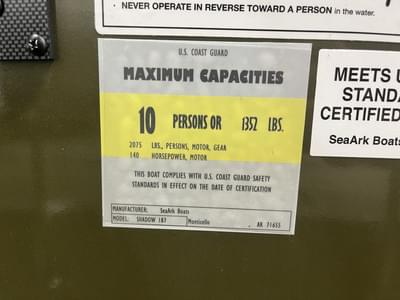 · NEVER OPERATE IN REVERSE TOWARD A PERSON in the water.
U.S. COAST GUARD
MAXIMUM CAPACITIES
10 PERSONS OR 1352 LBS.
2075 LBS., PERSONS, MOTOR, GEAR
140 HORSEPOWER, MOTOR
THIS BOAT COMPLIES WITH U.S. COAST GUARD SAFETY
STANDARDS IN EFFECT ON THE DATE OF CERTIFICATION
MANUFACTURER: SeaArk Boats
MODEL: SHADOW 187 Monticello AR 71655
MEETS U
STANDA
CERTIFIED
SeaArk Boats